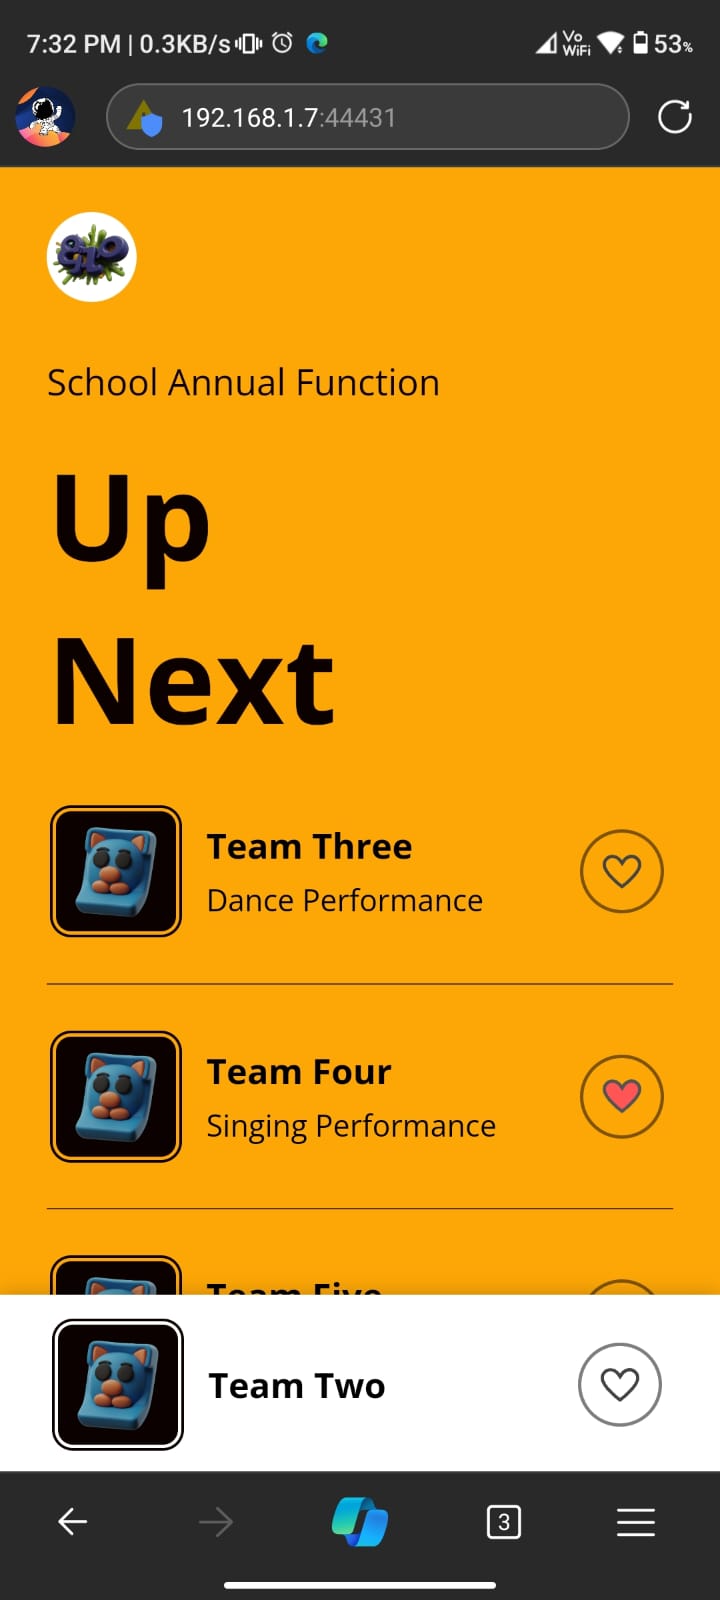 7:32 PM | 0.3KB/s Vo WiFi 53%
192.168.1.7:44431
glo
School Annual Function
Up
Next
Team Three
Dance Performance
Team Four
Singing Performance
Team Five
Team Two
3